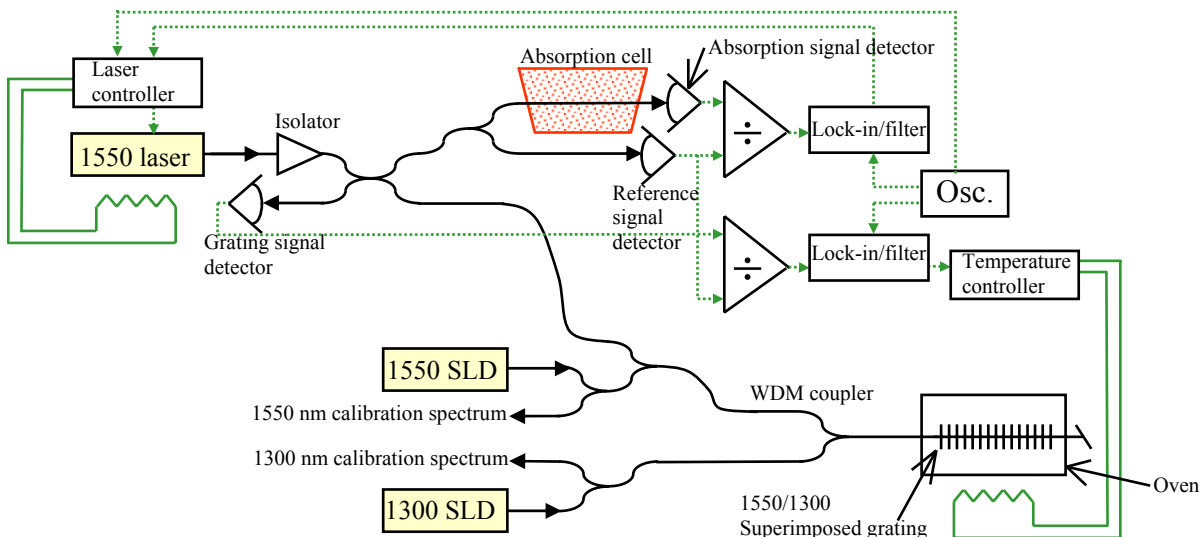 Laser
controller
1550 laser
Isolator
Absorption cell
Absorption signal detector
÷
Lock-in/filter
Osc.
Reference
signal
detector
Grating signal
detector
÷
Lock-in/filter
Temperature
controller
1550 SLD
1550 nm calibration spectrum
WDM coupler
1300 nm calibration spectrum
1300 SLD
1550/1300
Superimposed grating
Oven